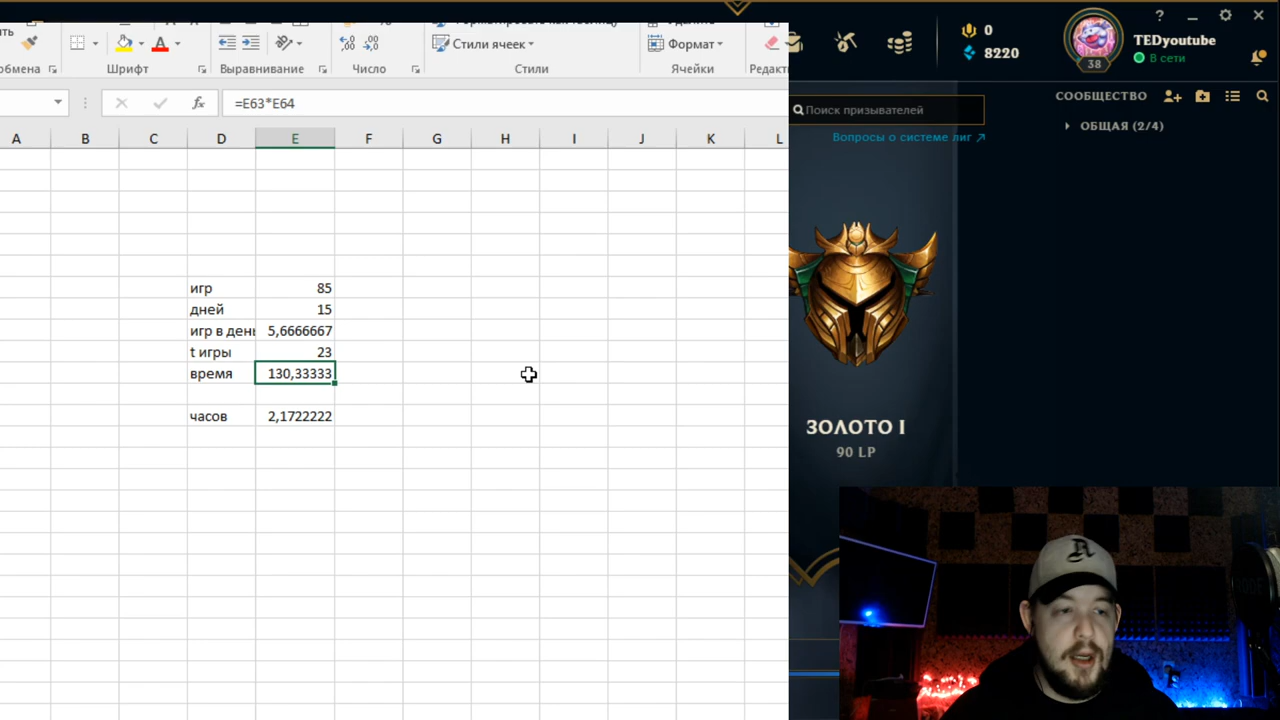 Стили ячеек
Формат
обмена
Шрифт
Выравнивание
Число
Стили
Ячейки
=E63*E64
A B C D E F G H I J K L
игр 85
дней 15
игр в день 5,6666667
t игры 23
время 130,33333
часов 2,1722222
0
8220
38
TEDyoutube
В сети
Поиск призывателей
СООБЩЕСТВО
Вопросы о системе лиг
ОБЩАЯ (2/4)
ЗОЛОТО I
90 LP